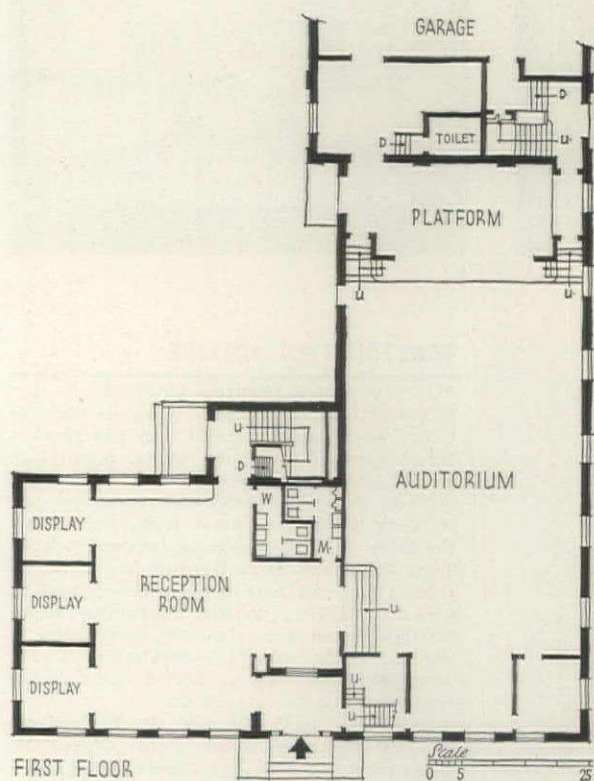 GARAGE
D
U
TOILET
D
PLATFORM
U
U
U
D
AUDITORIUM
W
M
DISPLAY
DISPLAY
DISPLAY
RECEPTION
ROOM
U
U
U
FIRST FLOOR
Scale
0 5 25